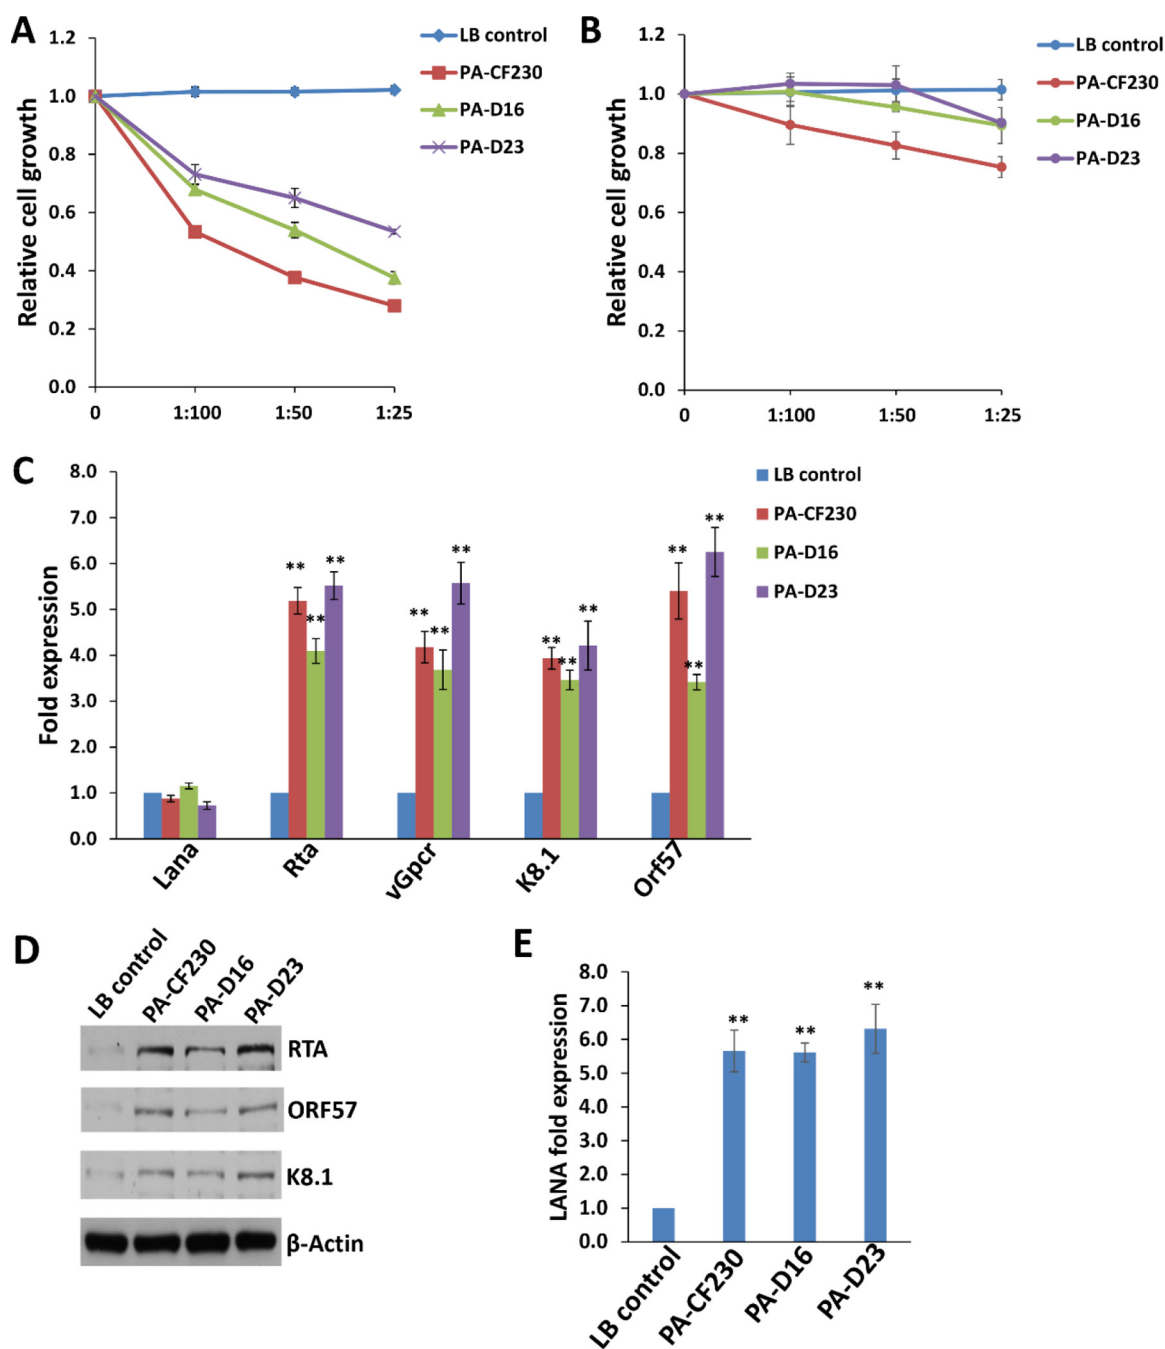 A
1.2
1.0
0.8
0.6
0.4
0.2
0.0
Relative cell growth
0 1:100 1:50 1:25
LB control
PA-CF230
PA-D16
PA-D23
B
1.2
1.0
0.8
0.6
0.4
0.2
0.0
Relative cell growth
0 1:100 1:50 1:25
LB control
PA-CF230
PA-D16
PA-D23
C
8.0
7.0
6.0
5.0
4.0
3.0
2.0
1.0
0.0
Fold expression
** ** **
** ** **
** ** **
** ** **
Lana Rta vGpcr K8.1 Orf57
LB control
PA-CF230
PA-D16
PA-D23
D
LB control PA-CF230 PA-D16 PA-D23
RTA
ORF57
K8.1
β-Actin
E
8.0
7.0
6.0
5.0
4.0
3.0
2.0
1.0
0.0
LANA fold expression
** ** **
LB control PA-CF230 PA-D16 PA-D23